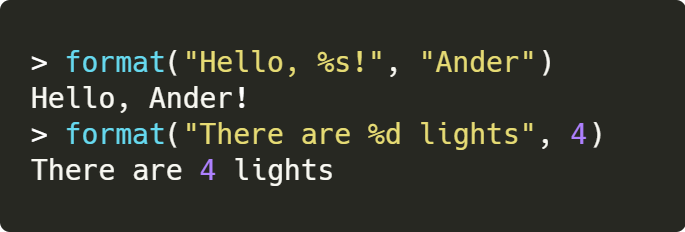 > format("Hello, %s!", "Ander")
Hello, Ander!
> format("There are %d lights", 4)
There are 4 lights